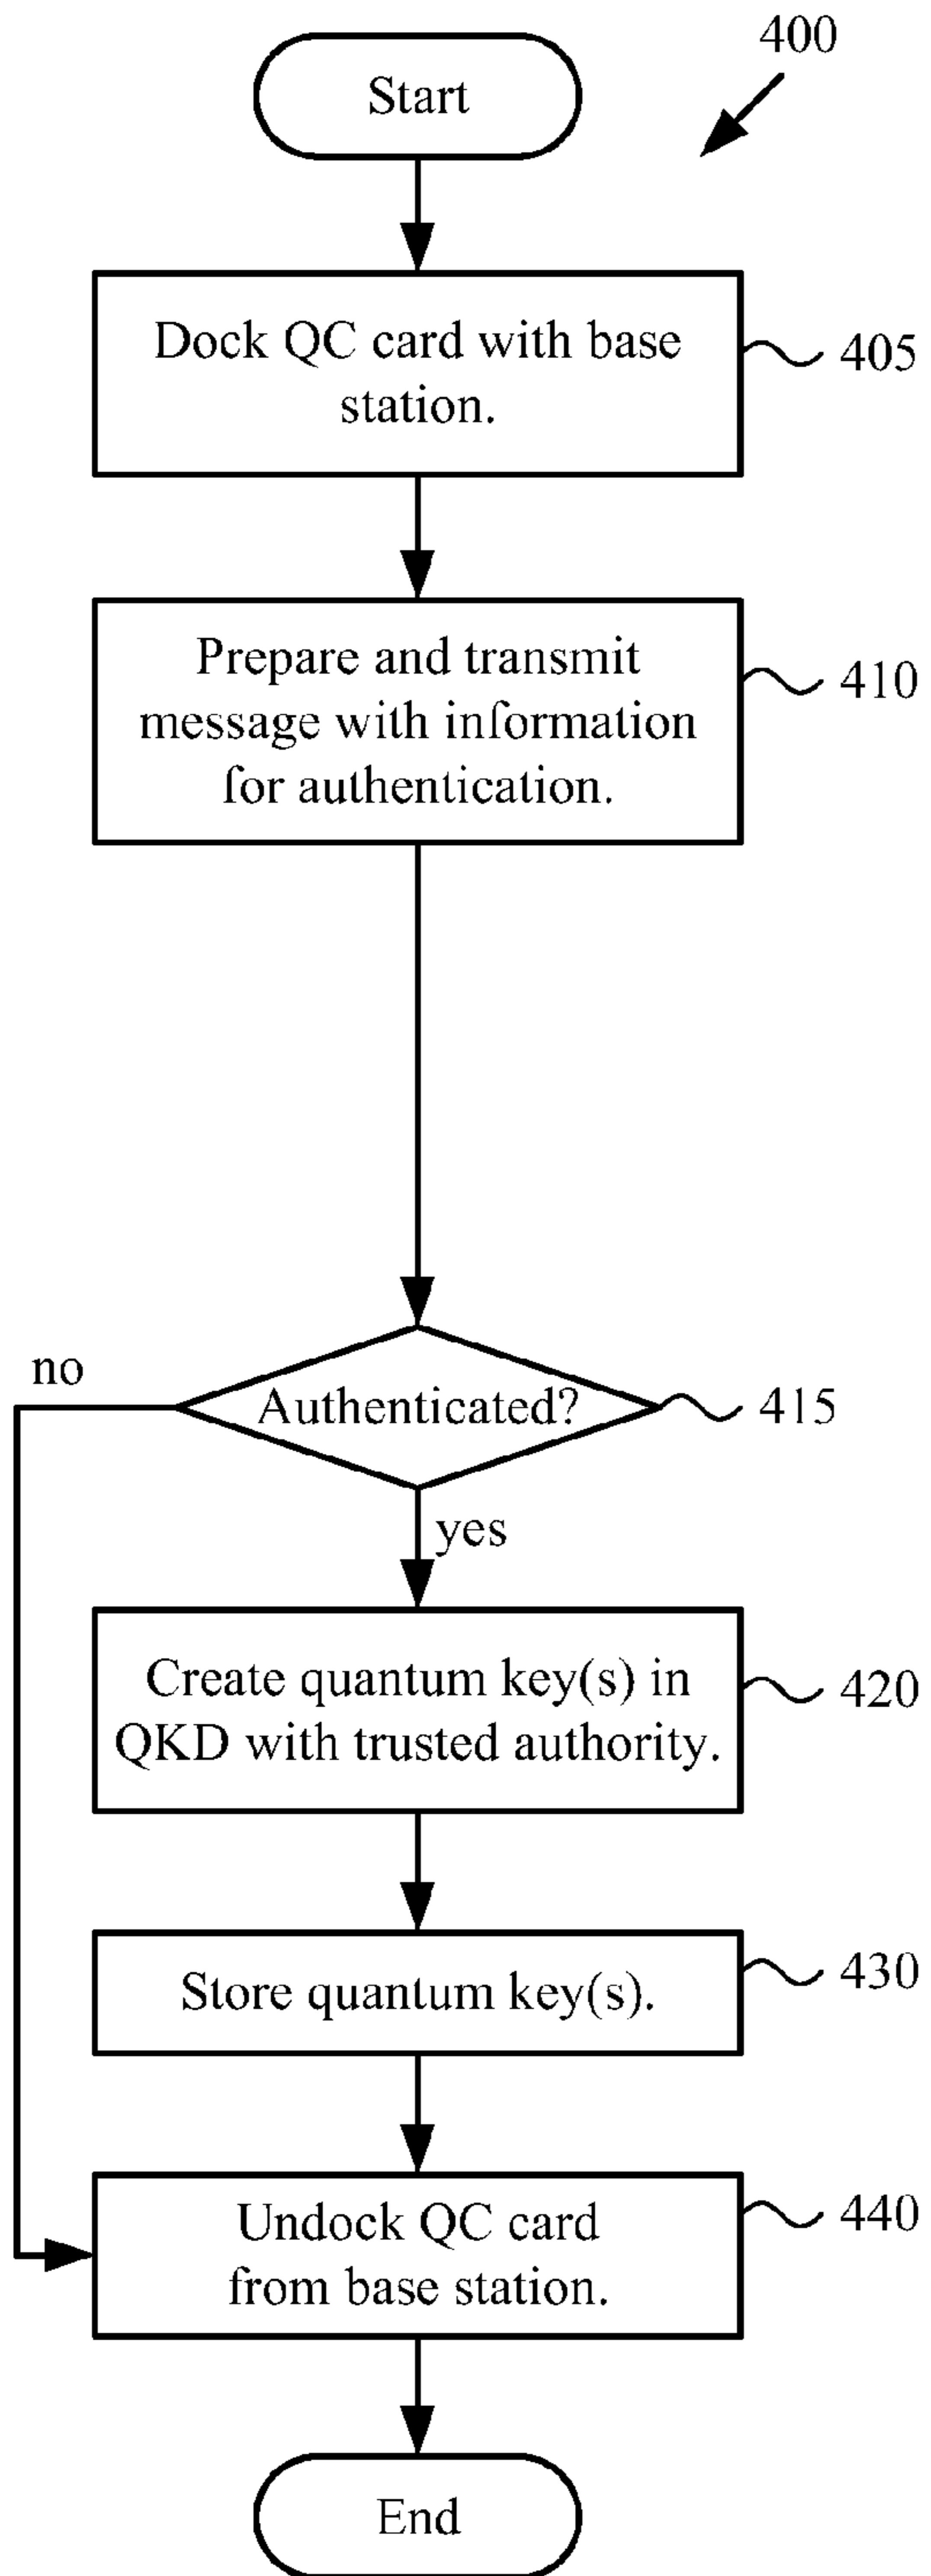 400
Start
Dock QC card with base
station.
405
Prepare and transmit
message with information
for authentication.
410
no
Authenticated?
415
yes
Create quantum key(s) in
QKD with trusted authority.
420
Store quantum key(s).
430
Undock QC card
from base station.
440
End